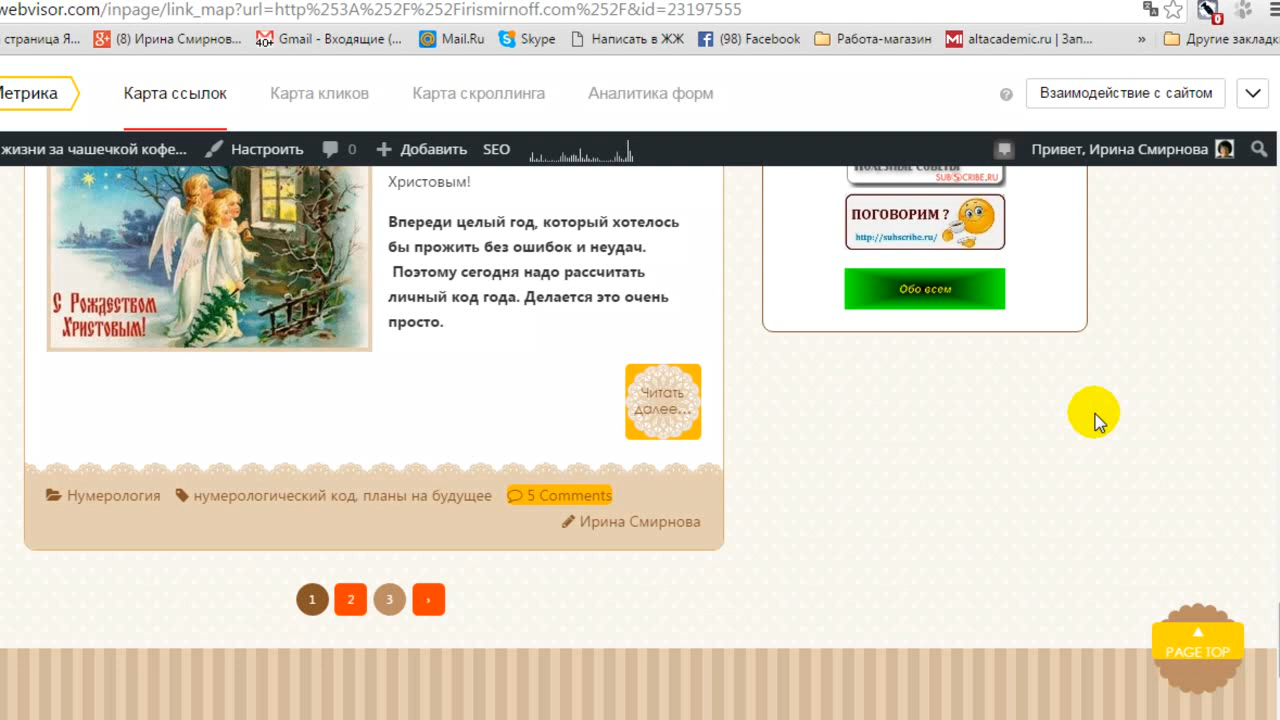 webvisor.com/inpage/link_map?url=http%253A%252F%252Firismirnoff.com%252F&id=23197555
страница Я... (8) Ирина Смирнов... 40+ Gmail - Входящие (... Mail.Ru Skype Написать в ЖЖ (98) Facebook Работа-магазин altacademic.ru | Зап... » Другие закладк
Метрика Карта ссылок Карта кликов Карта скроллинга Аналитика форм ? Взаимодействие с сайтом
жизни за чашечкой кофе... Настроить 0 Добавить SEO Привет, Ирина Смирнова
Христовым!
Впереди целый год, который хотелось
бы прожить без ошибок и неудач.
Поэтому сегодня надо рассчитать
личный код года. Делается это очень
просто.
С Рождеством
Христовым!
Читать
далее...
Нумерология нумерологический код, планы на будущее 5 Comments
Ирина Смирнова
1 2 3 ›
ПОЛЕЗНЫЕ СОВЕТЫ
SUBSCRIBE.RU
ПОГОВОРИМ ?
http://subscribe.ru/
Обо всем
PAGE TOP